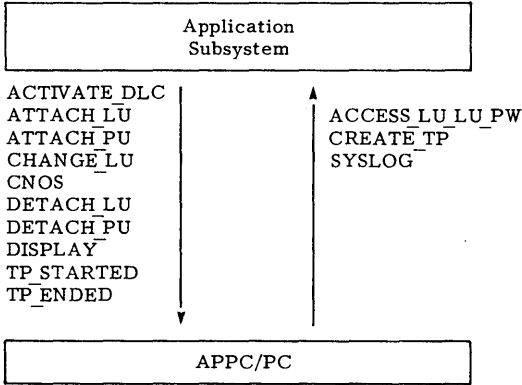 Application
Subsystem
ACTIVATE_DLC
ATTACH_LU
ATTACH_PU
CHANGE_LU
CNOS
DETACH_LU
DETACH_PU
DISPLAY
TP_STARTED
TP_ENDED
ACCESS_LU_LU_PW
CREATE_TP
SYSLOG
APPC/PC